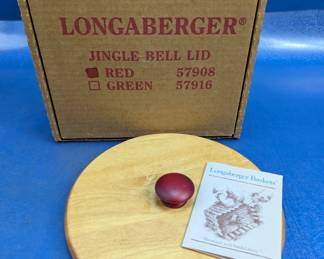 LONGABERGER®
JINGLE BELL LID
RED 57908
GREEN 57916
Longaberger Baskets®